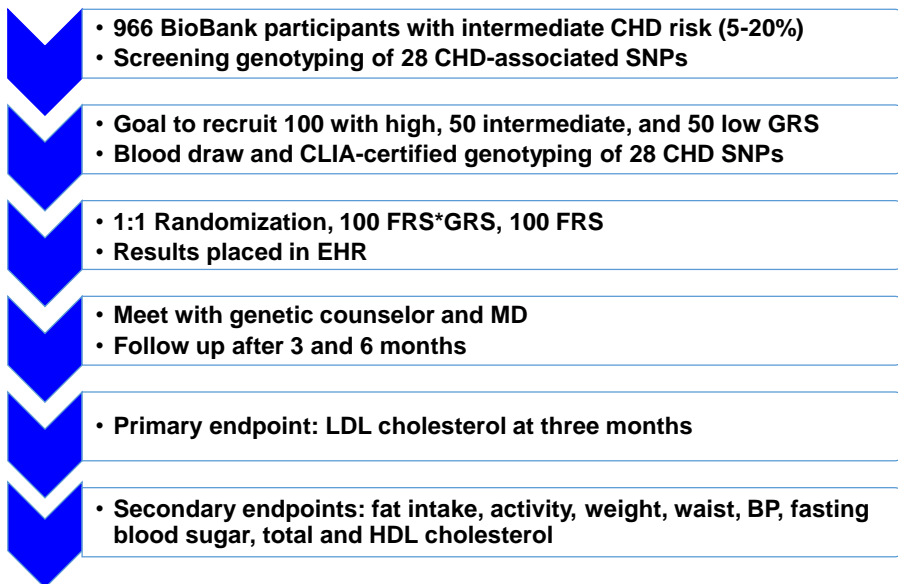 • 966 BioBank participants with intermediate CHD risk (5-20%)
• Screening genotyping of 28 CHD-associated SNPs
• Goal to recruit 100 with high, 50 intermediate, and 50 low GRS
• Blood draw and CLIA-certified genotyping of 28 CHD SNPs
• 1:1 Randomization, 100 FRS*GRS, 100 FRS
• Results placed in EHR
• Meet with genetic counselor and MD
• Follow up after 3 and 6 months
• Primary endpoint: LDL cholesterol at three months
• Secondary endpoints: fat intake, activity, weight, waist, BP, fasting
blood sugar, total and HDL cholesterol